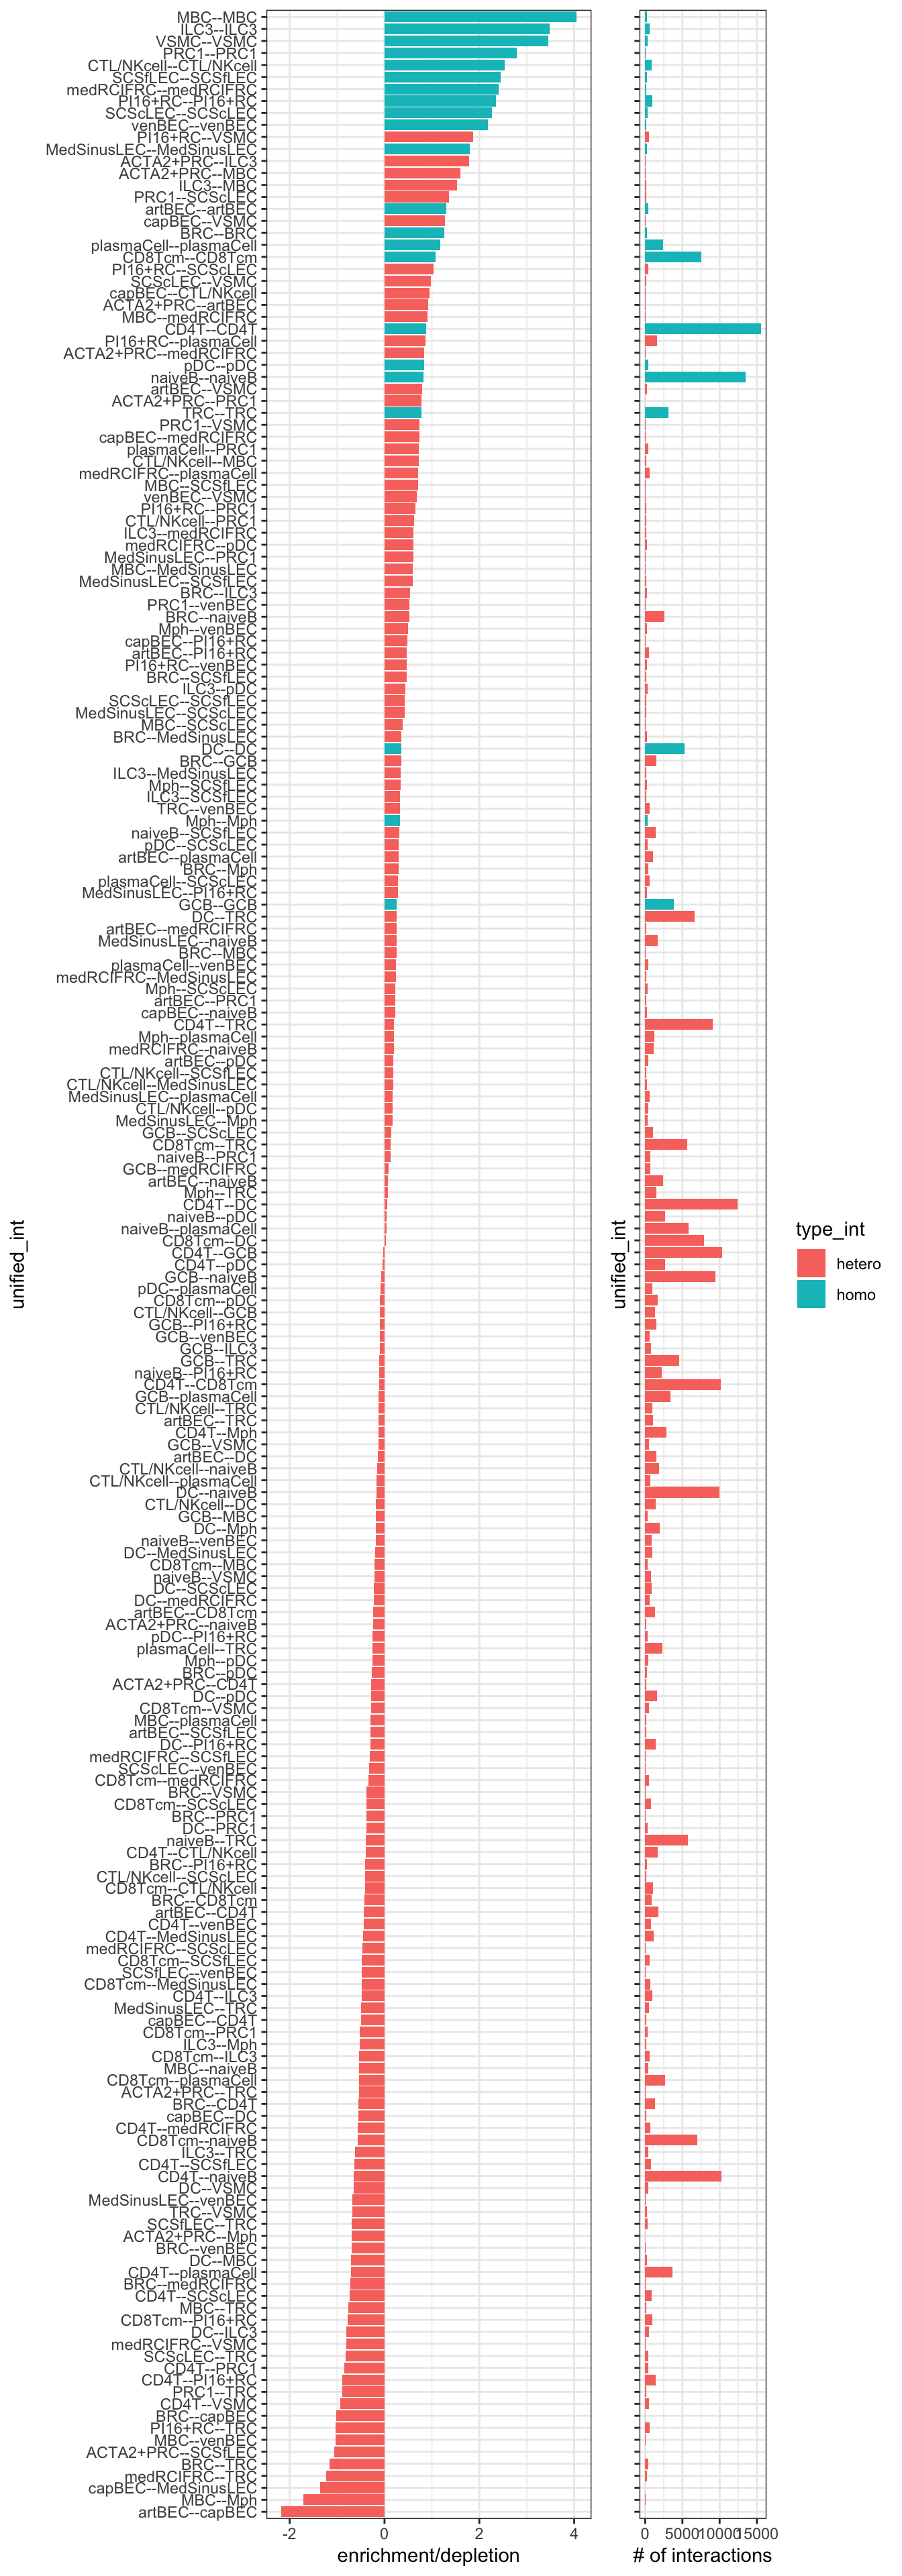 MBC--MBC
ILC3--ILC3
VSMC--VSMC
PRC1--PRC1
CTL/NKcell--CTL/NKcell
SCSfLEC--SCSfLEC
medRCIFRC--medRCIFRC
PI16+RC--PI16+RC
SCScLEC--SCScLEC
venBEC--venBEC
PI16+RC--VSMC
MedSinusLEC--MedSinusLEC
ACTA2+PRC--ILC3
ACTA2+PRC--MBC
ILC3--MBC
PRC1--SCScLEC
artBEC--artBEC
capBEC--VSMC
BRC--BRC
plasmaCell--plasmaCell
CD8Tcm--CD8Tcm
PI16+RC--SCScLEC
SCScLEC--VSMC
capBEC--CTL/NKcell
ACTA2+PRC--artBEC
MBC--medRCIFRC
CD4T--CD4T
PI16+RC--plasmaCell
ACTA2+PRC--medRCIFRC
pDC--pDC
naiveB--naiveB
artBEC--VSMC
ACTA2+PRC--PRC1
TRC--TRC
PRC1--VSMC
capBEC--medRCIFRC
plasmaCell--PRC1
CTL/NKcell--MBC
medRCIFRC--plasmaCell
MBC--SCSfLEC
venBEC--VSMC
PI16+RC--PRC1
CTL/NKcell--PRC1
ILC3--medRCIFRC
medRCIFRC--pDC
MedSinusLEC--PRC1
MBC--MedSinusLEC
MedSinusLEC--SCSfLEC
BRC--ILC3
PRC1--venBEC
BRC--naiveB
Mph--venBEC
capBEC--PI16+RC
artBEC--PI16+RC
PI16+RC--venBEC
BRC--SCSfLEC
ILC3--pDC
SCScLEC--SCSfLEC
MedSinusLEC--SCScLEC
MBC--SCScLEC
BRC--MedSinusLEC
DC--DC
BRC--GCB
ILC3--MedSinusLEC
Mph--SCSfLEC
ILC3--SCSfLEC
TRC--venBEC
Mph--Mph
naiveB--SCSfLEC
pDC--SCScLEC
artBEC--plasmaCell
BRC--Mph
plasmaCell--SCScLEC
MedSinusLEC--PI16+RC
GCB--GCB
DC--TRC
artBEC--medRCIFRC
MedSinusLEC--naiveB
BRC--MBC
plasmaCell--venBEC
medRCIFRC--MedSinusLEC
Mph--SCScLEC
artBEC--PRC1
capBEC--naiveB
CD4T--TRC
Mph--plasmaCell
medRCIFRC--naiveB
artBEC--pDC
CTL/NKcell--SCSfLEC
CTL/NKcell--MedSinusLEC
MedSinusLEC--plasmaCell
CTL/NKcell--pDC
MedSinusLEC--Mph
GCB--SCScLEC
CD8Tcm--TRC
naiveB--PRC1
GCB--medRCIFRC
artBEC--naiveB
Mph--TRC
CD4T--DC
naiveB--pDC
naiveB--plasmaCell
CD8Tcm--DC
CD4T--GCB
CD4T--pDC
GCB--naiveB
pDC--plasmaCell
CD8Tcm--pDC
CTL/NKcell--GCB
GCB--PI16+RC
GCB--venBEC
GCB--ILC3
GCB--TRC
naiveB--PI16+RC
CD4T--CD8Tcm
GCB--plasmaCell
CTL/NKcell--TRC
artBEC--TRC
CD4T--Mph
GCB--VSMC
artBEC--DC
CTL/NKcell--naiveB
CTL/NKcell--plasmaCell
DC--naiveB
CTL/NKcell--DC
GCB--MBC
DC--Mph
naiveB--venBEC
DC--MedSinusLEC
CD8Tcm--MBC
naiveB--VSMC
DC--SCScLEC
DC--medRCIFRC
artBEC--CD8Tcm
ACTA2+PRC--naiveB
pDC--PI16+RC
plasmaCell--TRC
Mph--pDC
BRC--pDC
ACTA2+PRC--CD4T
DC--pDC
CD8Tcm--VSMC
MBC--plasmaCell
artBEC--SCSfLEC
DC--PI16+RC
medRCIFRC--SCSfLEC
SCScLEC--venBEC
CD8Tcm--medRCIFRC
BRC--VSMC
CD8Tcm--SCScLEC
BRC--PRC1
DC--PRC1
naiveB--TRC
CD4T--CTL/NKcell
BRC--PI16+RC
CTL/NKcell--SCScLEC
CD8Tcm--CTL/NKcell
BRC--CD8Tcm
artBEC--CD4T
CD4T--venBEC
CD4T--MedSinusLEC
medRCIFRC--SCScLEC
CD8Tcm--SCSfLEC
SCSfLEC--venBEC
CD8Tcm--MedSinusLEC
CD4T--ILC3
MedSinusLEC--TRC
capBEC--CD4T
CD8Tcm--PRC1
ILC3--Mph
CD8Tcm--ILC3
MBC--naiveB
CD8Tcm--plasmaCell
ACTA2+PRC--TRC
BRC--CD4T
capBEC--DC
CD4T--medRCIFRC
CD8Tcm--naiveB
ILC3--TRC
CD4T--SCSfLEC
CD4T--naiveB
DC--VSMC
MedSinusLEC--venBEC
TRC--VSMC
SCSfLEC--TRC
ACTA2+PRC--Mph
BRC--venBEC
DC--MBC
CD4T--plasmaCell
BRC--medRCIFRC
CD4T--SCScLEC
MBC--TRC
CD8Tcm--PI16+RC
DC--ILC3
medRCIFRC--VSMC
SCScLEC--TRC
CD4T--PRC1
CD4T--PI16+RC
PRC1--TRC
CD4T--VSMC
BRC--capBEC
PI16+RC--TRC
MBC--venBEC
ACTA2+PRC--SCSfLEC
BRC--TRC
medRCIFRC--TRC
capBEC--MedSinusLEC
MBC--Mph
artBEC--capBEC
unified_int
-2 0 2 4
enrichment/depletion
unified_int
0 5000 10000 15000
# of interactions
type_int
hetero
homo